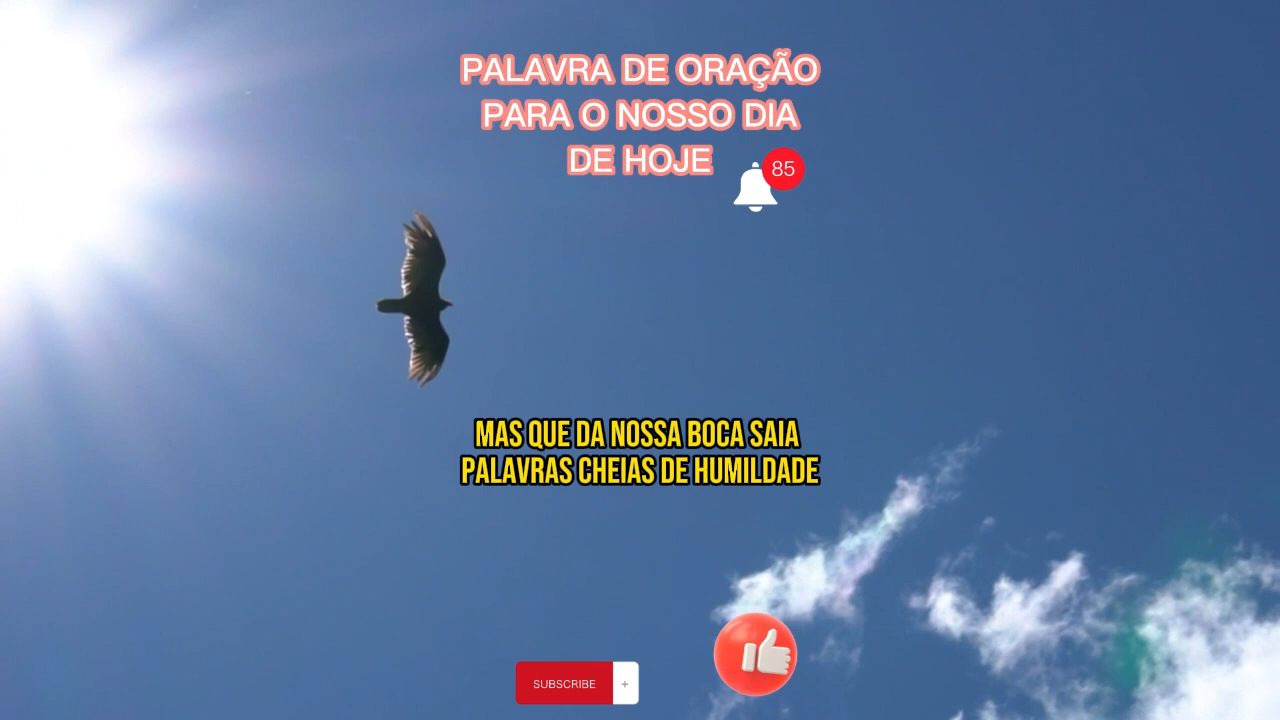 PALAVRA DE ORAÇÃO
PARA O NOSSO DIA
DE HOJE
85
MAS QUE DA NOSSA BOCA SAIA
PALAVRAS CHEIAS DE HUMILDADE
SUBSCRIBE +